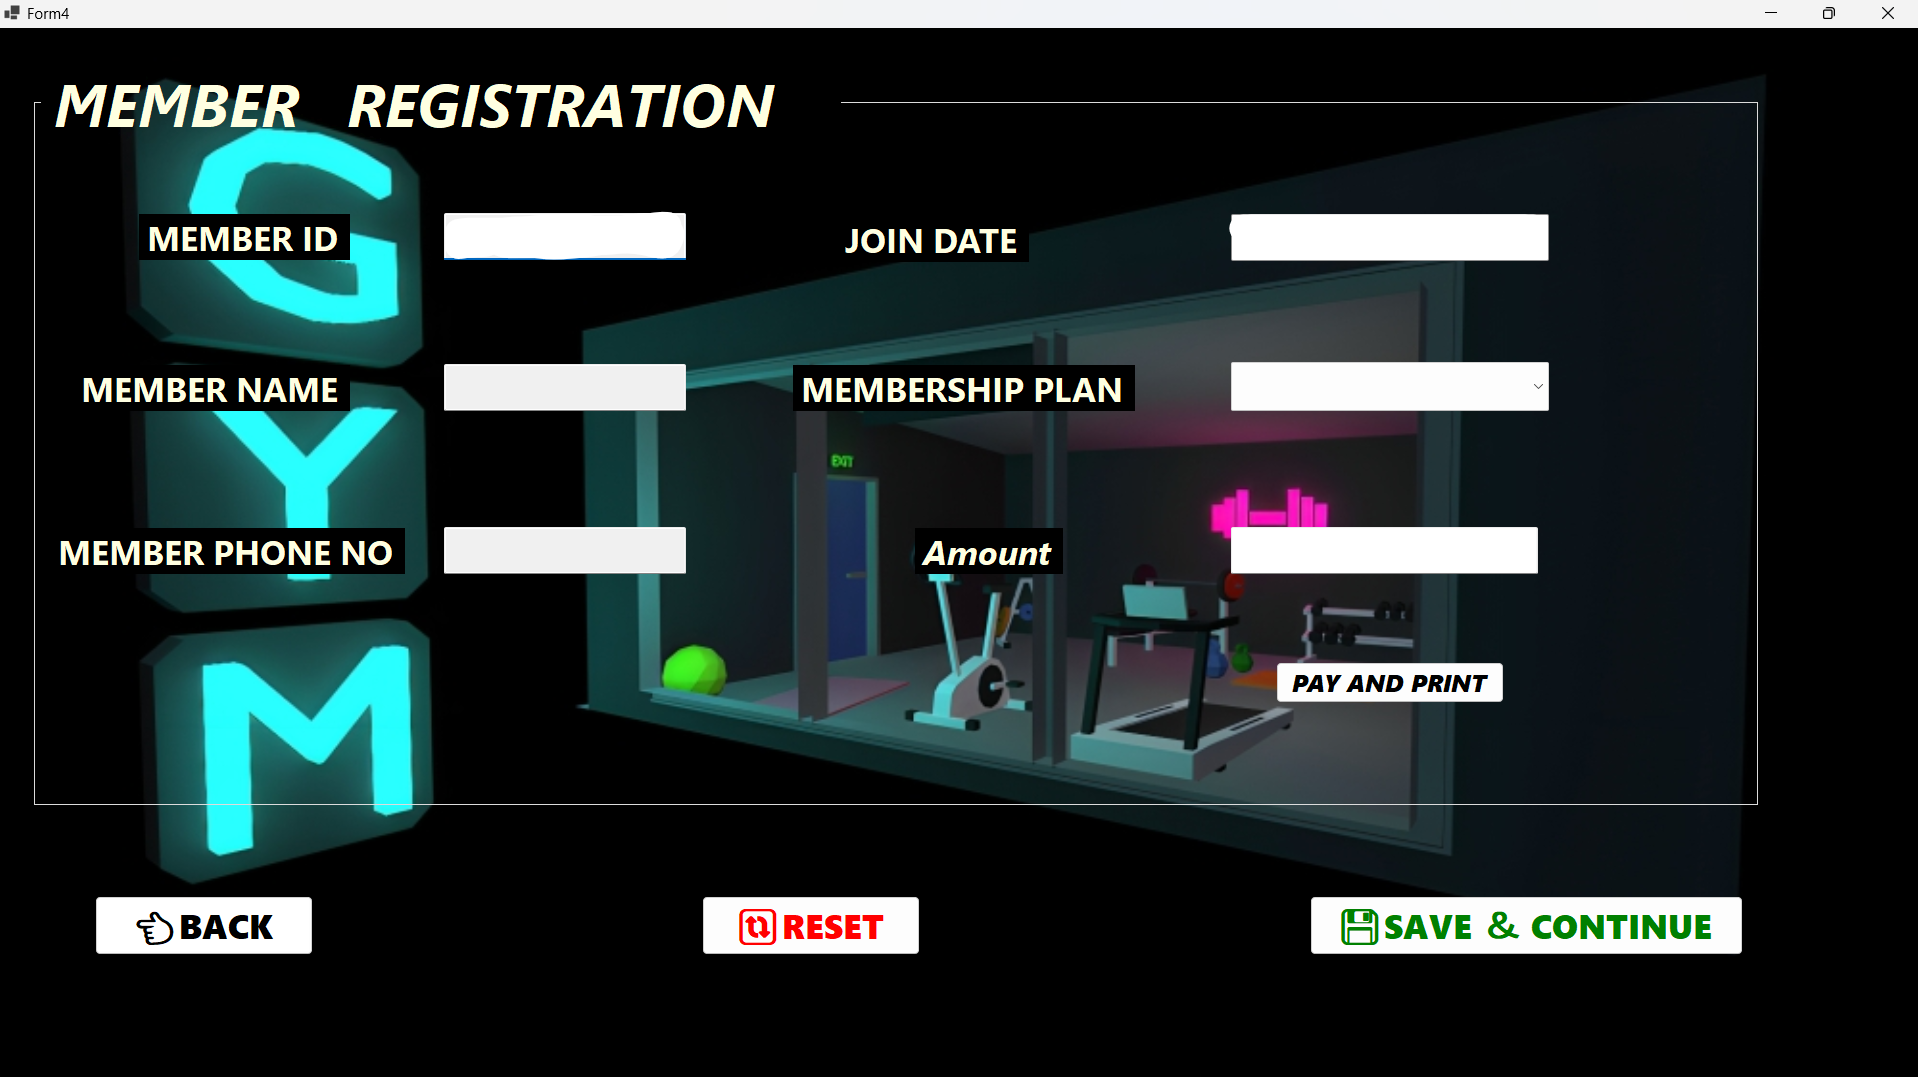 Form4
MEMBER REGISTRATION
G
MEMBER ID
JOIN DATE
MEMBER NAME
MEMBERSHIP PLAN
Y
EXIT
MEMBER PHONE NO
Amount
M
PAY AND PRINT
BACK
RESET
SAVE & CONTINUE